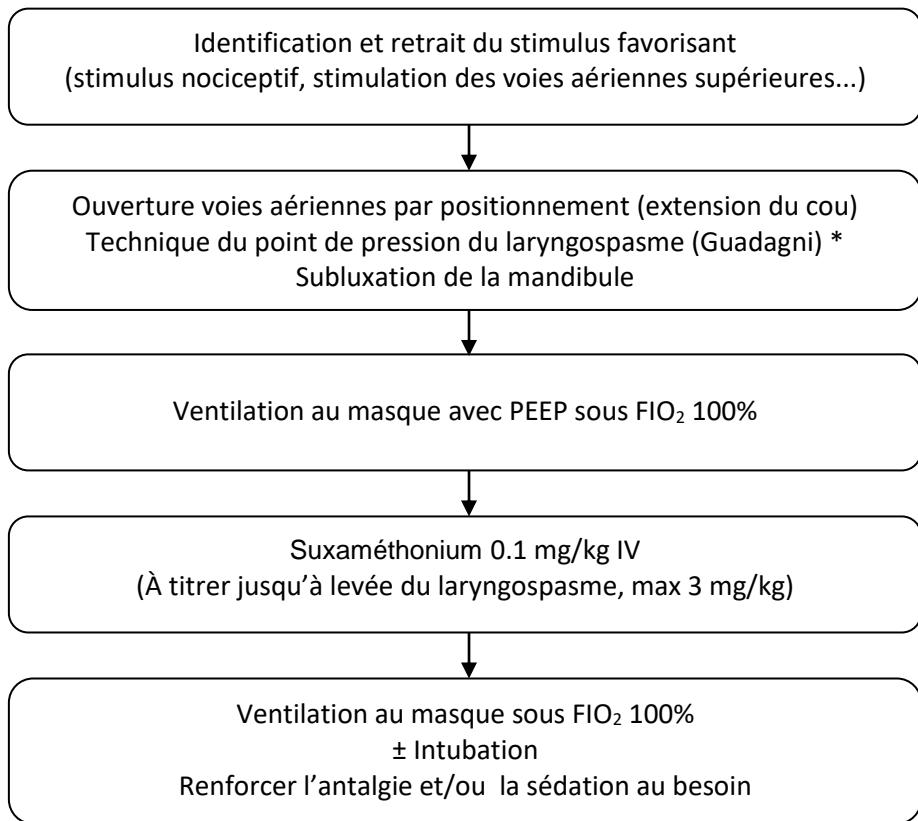 Identification et retrait du stimulus favorisant
(stimulus nociceptif, stimulation des voies aériennes supérieures...)
Ouverture voies aériennes par positionnement (extension du cou)
Technique du point de pression du laryngospasme (Guadagni) *
Subluxation de la mandibule
Ventilation au masque avec PEEP sous FIO₂ 100%
Suxaméthonium 0.1 mg/kg IV
(À titrer jusqu’à levée du laryngospasme, max 3 mg/kg)
Ventilation au masque sous FIO₂ 100%
± Intubation
Renforcer l’antalgie et/ou la sédation au besoin